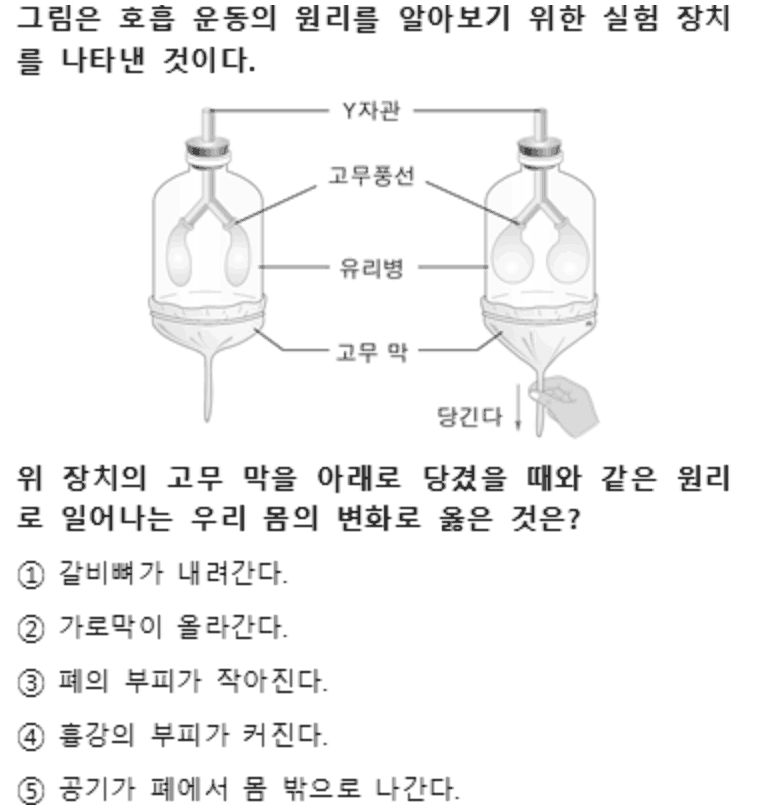 그림은 호흡 운동의 원리를 알아보기 위한 실험 장치
를 나타낸 것이다.
Y자관
고무풍선
유리병
고무 막
당긴다
위 장치의 고무 막을 아래로 당겼을 때와 같은 원리
로 일어나는 우리 몸의 변화로 옳은 것은?
① 갈비뼈가 내려간다.
② 가로막이 올라간다.
③ 폐의 부피가 작아진다.
④ 흉강의 부피가 커진다.
⑤ 공기가 폐에서 몸 밖으로 나간다.